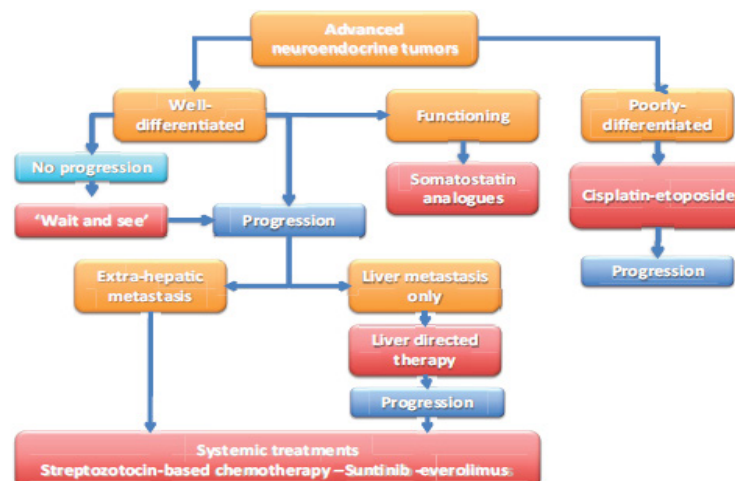 Advanced
neuroendocrine tumors
Well-
differentiated
Functioning
Poorly-
differentiated
No progression
Somatostatin
analogues
Cisplatin-etoposide
'Wait and see'
Progression
Progression
Extra-hepatic
metastasis
Liver metastasis
only
Liver directed
therapy
Progression
Systemic treatments
Streptozotocin-based chemotherapy – Suntinib -everolimus